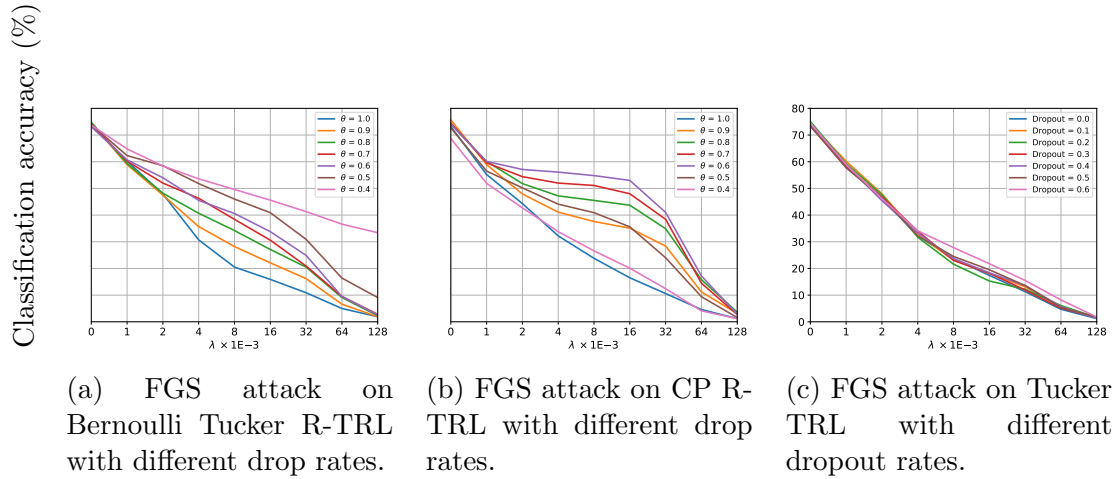 Classification accuracy (%)
θ = 1.0
θ = 0.9
θ = 0.8
θ = 0.7
θ = 0.6
θ = 0.5
θ = 0.4
0 1 2 4 8 16 32 64 128
λ ×1E−3
θ = 1.0
θ = 0.9
θ = 0.8
θ = 0.7
θ = 0.6
θ = 0.5
θ = 0.4
0 1 2 4 8 16 32 64 128
λ ×1E−3
80
70
60
50
40
30
20
10
0
Dropout = 0.0
Dropout = 0.1
Dropout = 0.2
Dropout = 0.3
Dropout = 0.4
Dropout = 0.5
Dropout = 0.6
0 1 2 4 8 16 32 64 128
λ ×1E−3
(a) FGS attack on
Bernoulli Tucker R-TRL
with different drop rates.
(b) FGS attack on CP R-
TRL with different drop
rates.
(c) FGS attack on Tucker
TRL with different
dropout rates.